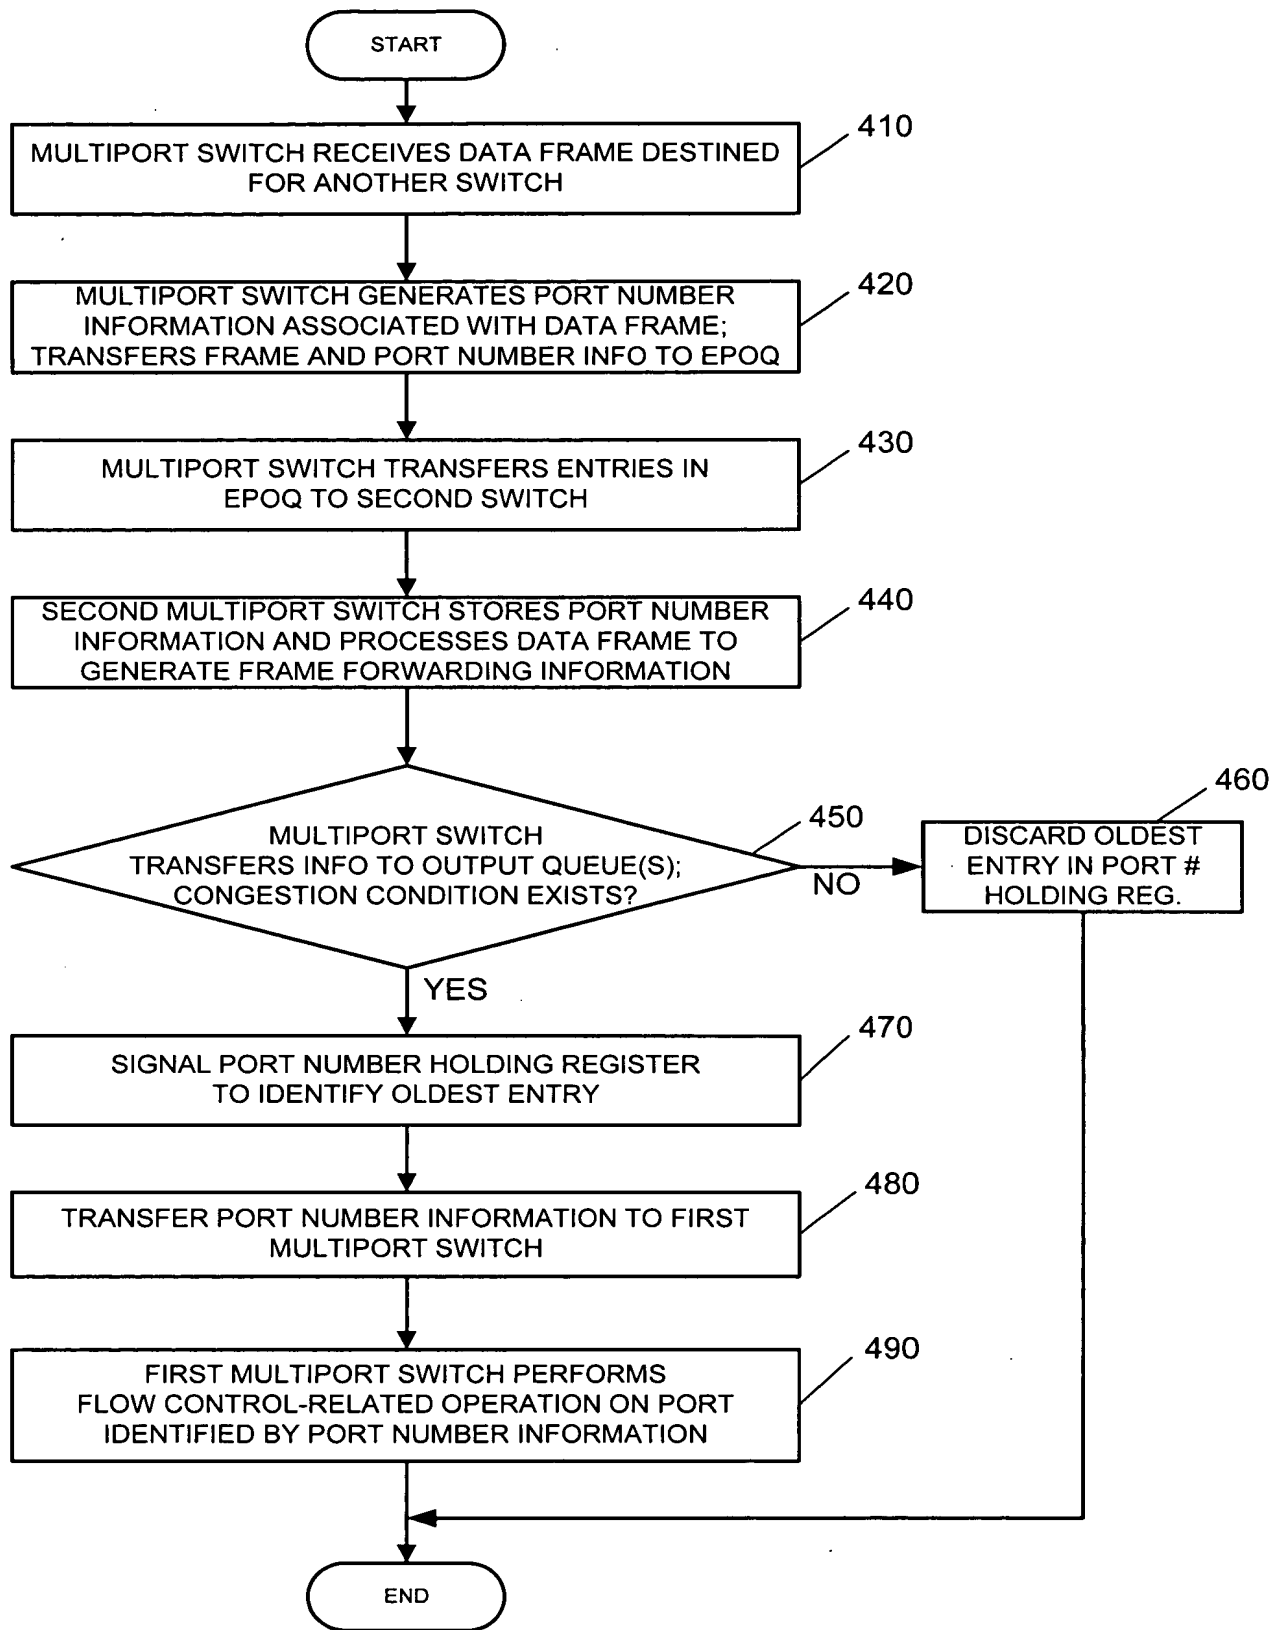 START
MULTIPORT SWITCH RECEIVES DATA FRAME DESTINED
FOR ANOTHER SWITCH
410
MULTIPORT SWITCH GENERATES PORT NUMBER
INFORMATION ASSOCIATED WITH DATA FRAME;
TRANSFERS FRAME AND PORT NUMBER INFO TO EPOQ
420
MULTIPORT SWITCH TRANSFERS ENTRIES IN
EPOQ TO SECOND SWITCH
430
SECOND MULTIPORT SWITCH STORES PORT NUMBER
INFORMATION AND PROCESSES DATA FRAME TO
GENERATE FRAME FORWARDING INFORMATION
440
MULTIPORT SWITCH
TRANSFERS INFO TO OUTPUT QUEUE(S);
CONGESTION CONDITION EXISTS?
450
NO
DISCARD OLDEST
ENTRY IN PORT #
HOLDING REG.
460
YES
SIGNAL PORT NUMBER HOLDING REGISTER
TO IDENTIFY OLDEST ENTRY
470
TRANSFER PORT NUMBER INFORMATION TO FIRST
MULTIPORT SWITCH
480
FIRST MULTIPORT SWITCH PERFORMS
FLOW CONTROL-RELATED OPERATION ON PORT
IDENTIFIED BY PORT NUMBER INFORMATION
490
END